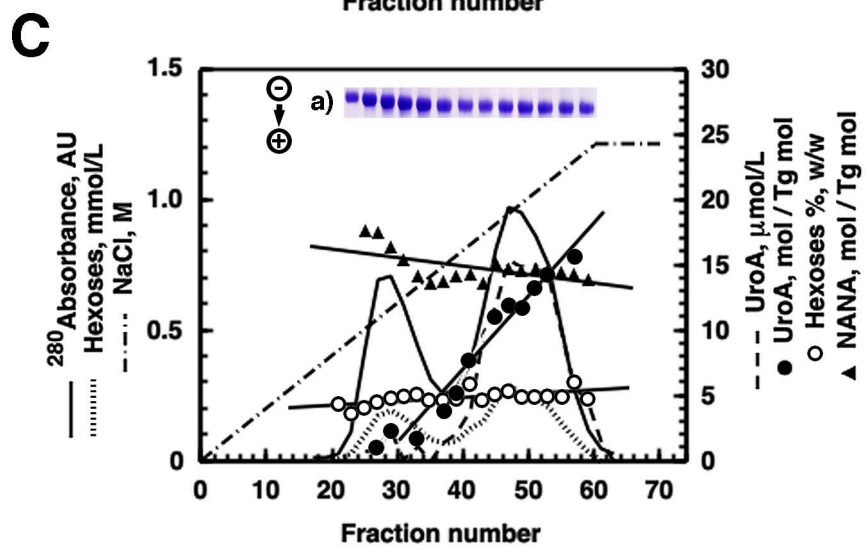 Fraction number
C
1.5
1.0
0.5
0
30
25
20
15
10
5
0
−
+
a)
0 10 20 30 40 50 60 70
Fraction number
280Absorbance, AU
Hexoses, mmol/L
NaCl, M
UroA, μmol/L
UroA, mol / Tg mol
Hexoses %, w/w
NANA, mol / Tg mol